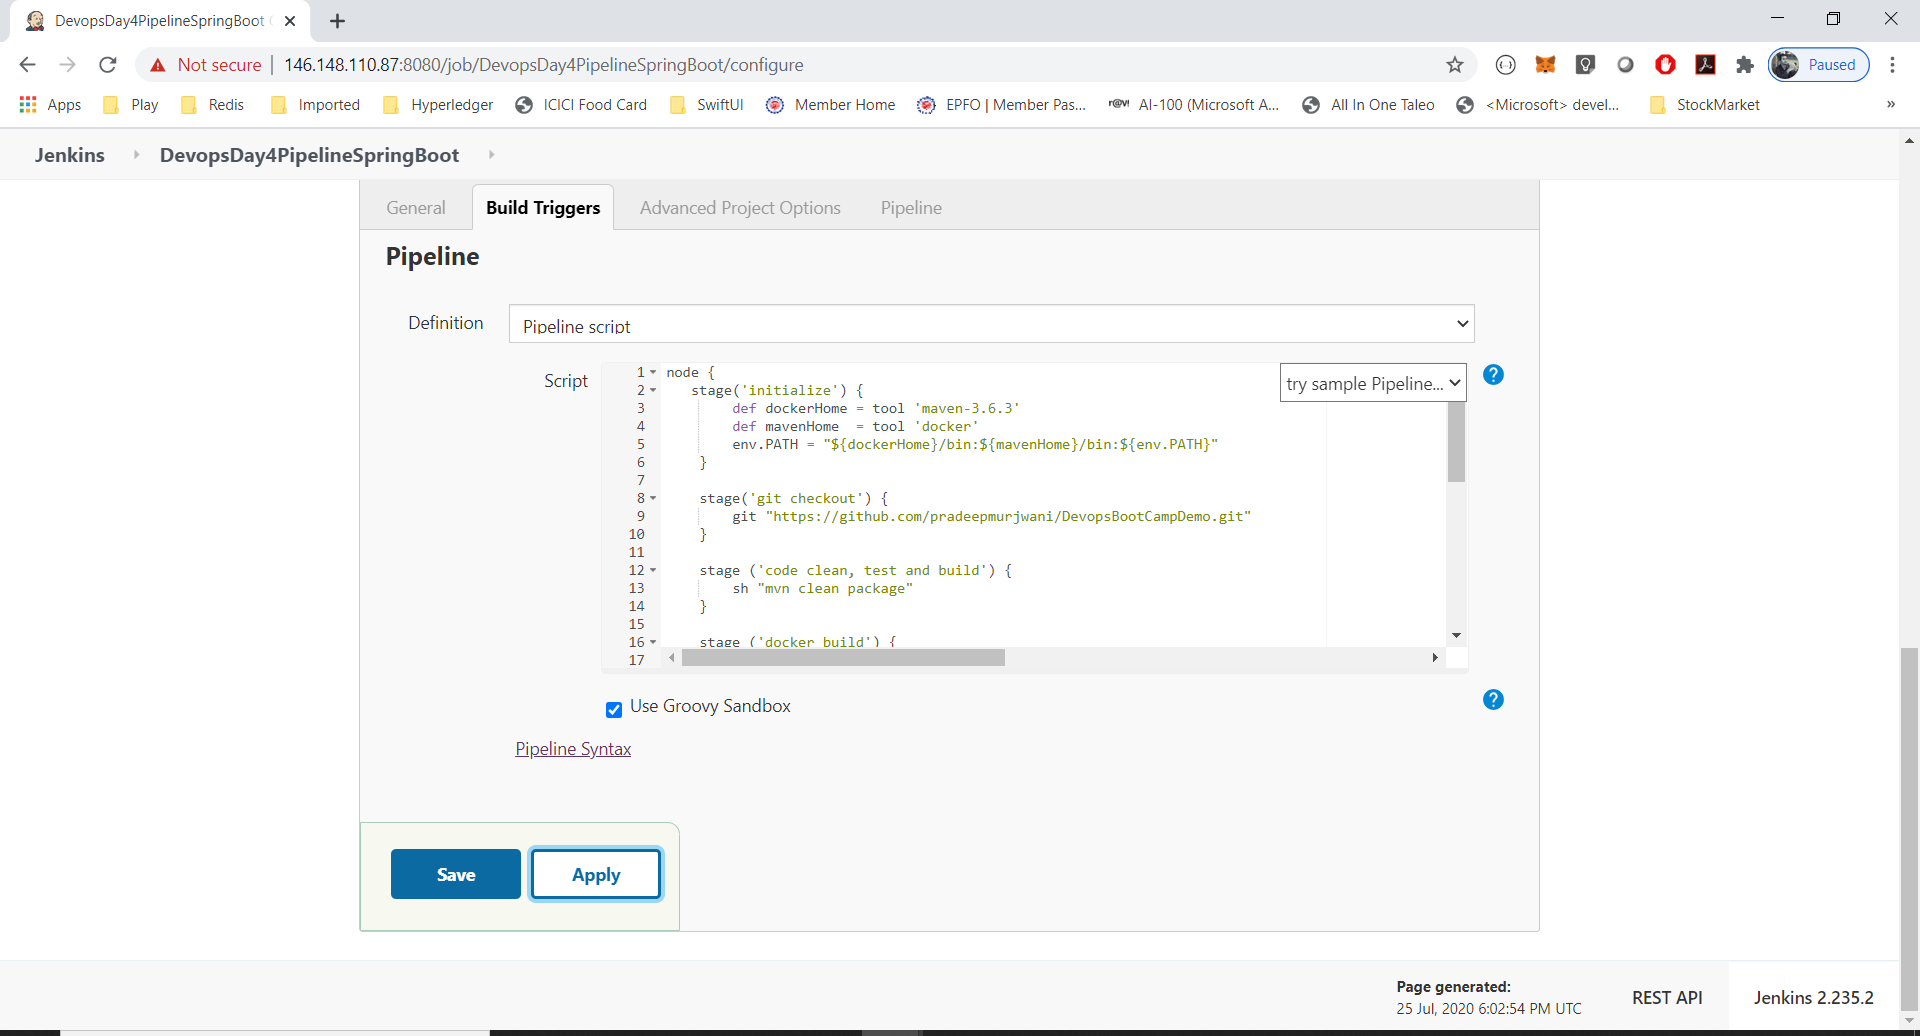 DevopsDay4PipelineSpringBoot
Not secure
146.148.110.87:8080/job/DevopsDay4PipelineSpringBoot/configure
Paused
Apps Play Redis Imported Hyperledger ICICI Food Card SwiftUI Member Home EPFO | Member Pas... r@v! AI-100 (Microsoft A... All In One Taleo <Microsoft> devel... StockMarket »
Jenkins DevopsDay4PipelineSpringBoot
General Build Triggers Advanced Project Options Pipeline
Pipeline
Definition Pipeline script
Script
try sample Pipeline...
1 node {
2 stage('initialize') {
3 def dockerHome = tool 'maven-3.6.3'
4 def mavenHome  = tool 'docker'
5 env.PATH = "${dockerHome}/bin:${mavenHome}/bin:${env.PATH}"
6 }
7
8 stage('git checkout') {
9 git "https://github.com/pradeepmurjwani/DevopsBootCampDemo.git"
10 }
11
12 stage ('code clean, test and build') {
13 sh "mvn clean package"
14 }
15
16 stage ('docker build') {
17
Use Groovy Sandbox
Pipeline Syntax
Save Apply
Page generated:
25 Jul, 2020 6:02:54 PM UTC
REST API
Jenkins 2.235.2